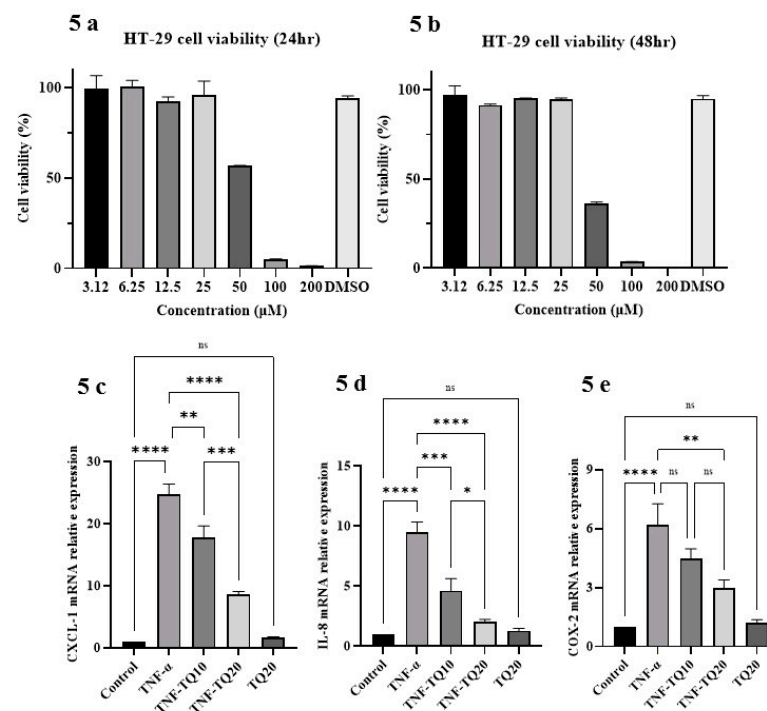 5 a
HT-29 cell viability (24hr)
Cell viability (%)
100
50
0
3.12 6.25 12.5 25 50 100 200 DMSO
Concentration (µM)
5 b
HT-29 cell viability (48hr)
Cell viability (%)
100
50
0
3.12 6.25 12.5 25 50 100 200 DMSO
Concentration (µM)
5 c
ns
****
**
****
***
CXCL-1 mRNA relative expression
30
20
10
0
Control TNF-α TNF-TQ10 TNF-TQ20 TQ20
5 d
ns
****
***
****
*
IL-8 mRNA relative expression
15
10
5
0
Control TNF-α TNF-TQ10 TNF-TQ20 TQ20
5 e
ns
**
**** ns ns
COX-2 mRNA relative expression
9
6
3
0
Control TNF-α TNF-TQ10 TNF-TQ20 TQ20